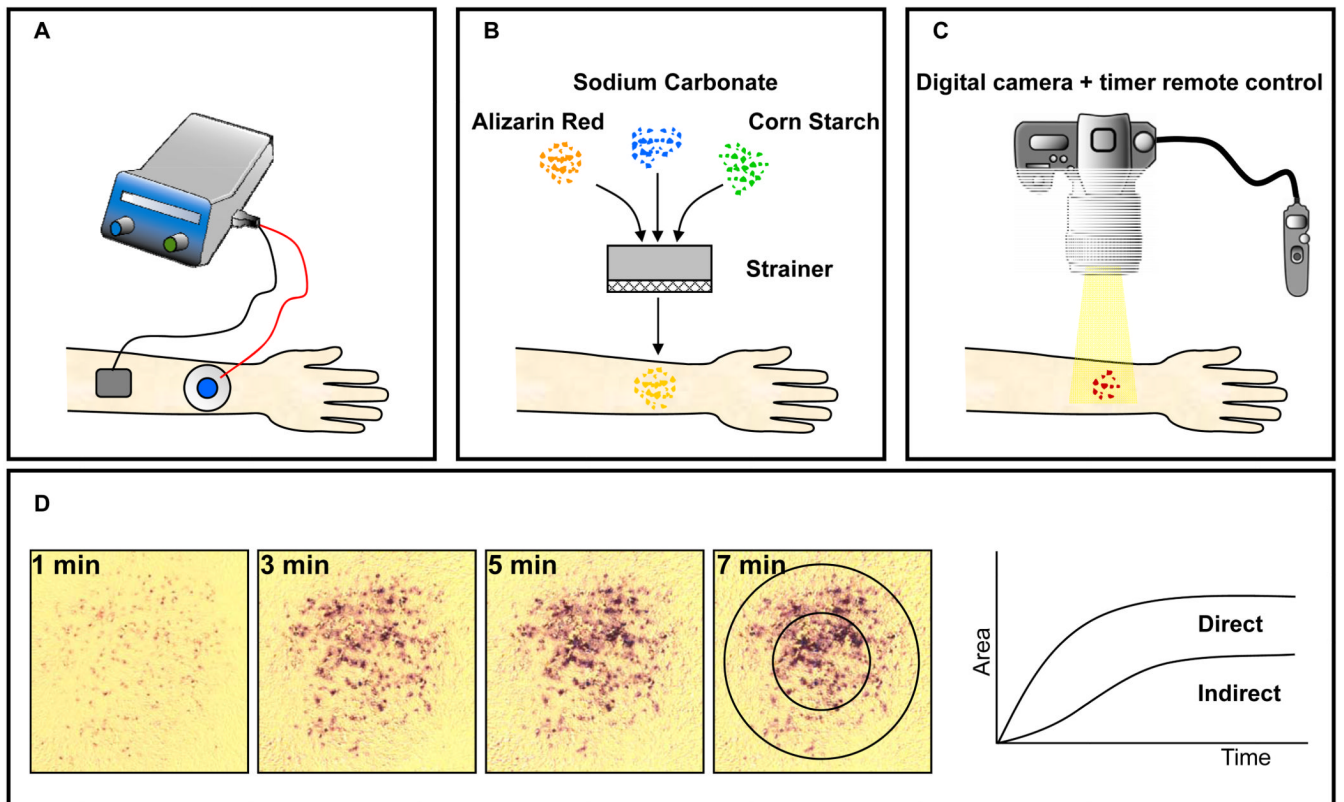 A
B
Sodium Carbonate
Alizarin Red
Corn Starch
Strainer
C
Digital camera + timer remote control
D
1 min
3 min
5 min
7 min
Area
Direct
Indirect
Time